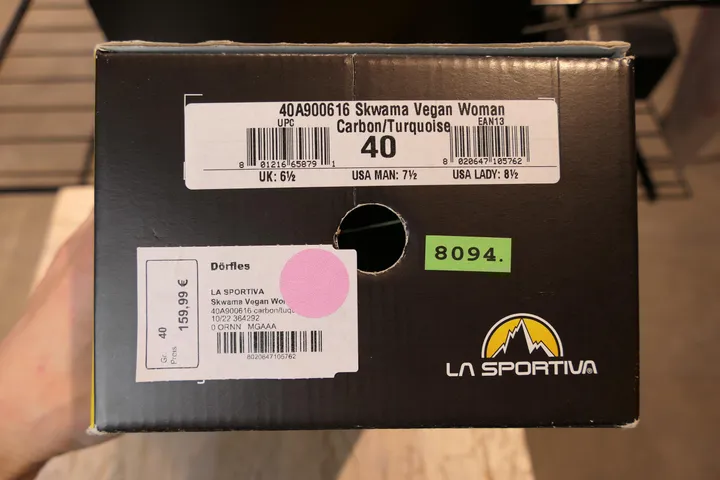 40A900616 Skwama Vegan Woman
UPC Carbon/Turquoise EAN13
40
8 01216 65879 1
8 020647 105762
UK: 6½ USA MAN: 7½ USA LADY: 8½
8094.
Dörfles
LA SPORTIVA
Skwama Vegan
40A900616 carbon/turq
10/22 364292
0 ORNN MGAAA
8020647105762
Gr. 40
Preis 159,99 €
LA SPORTIVA